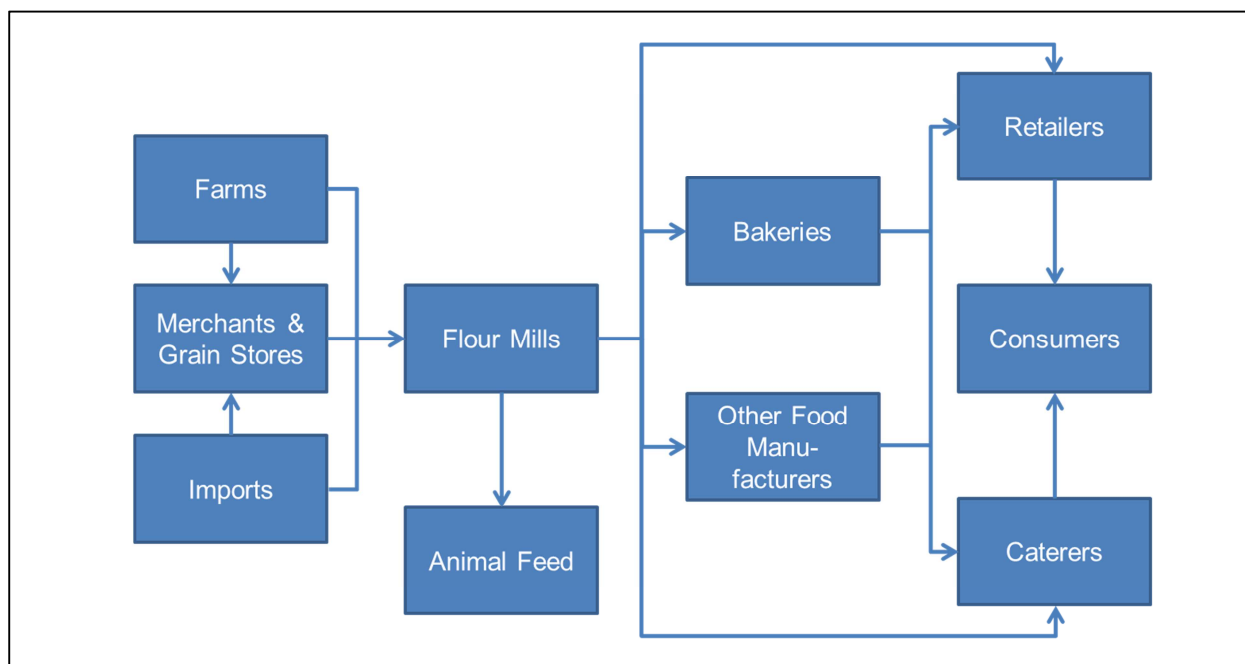 Farms
Merchants &
Grain Stores
Imports
Flour Mills
Animal Feed
Bakeries
Other Food
Manu-
facturers
Retailers
Consumers
Caterers